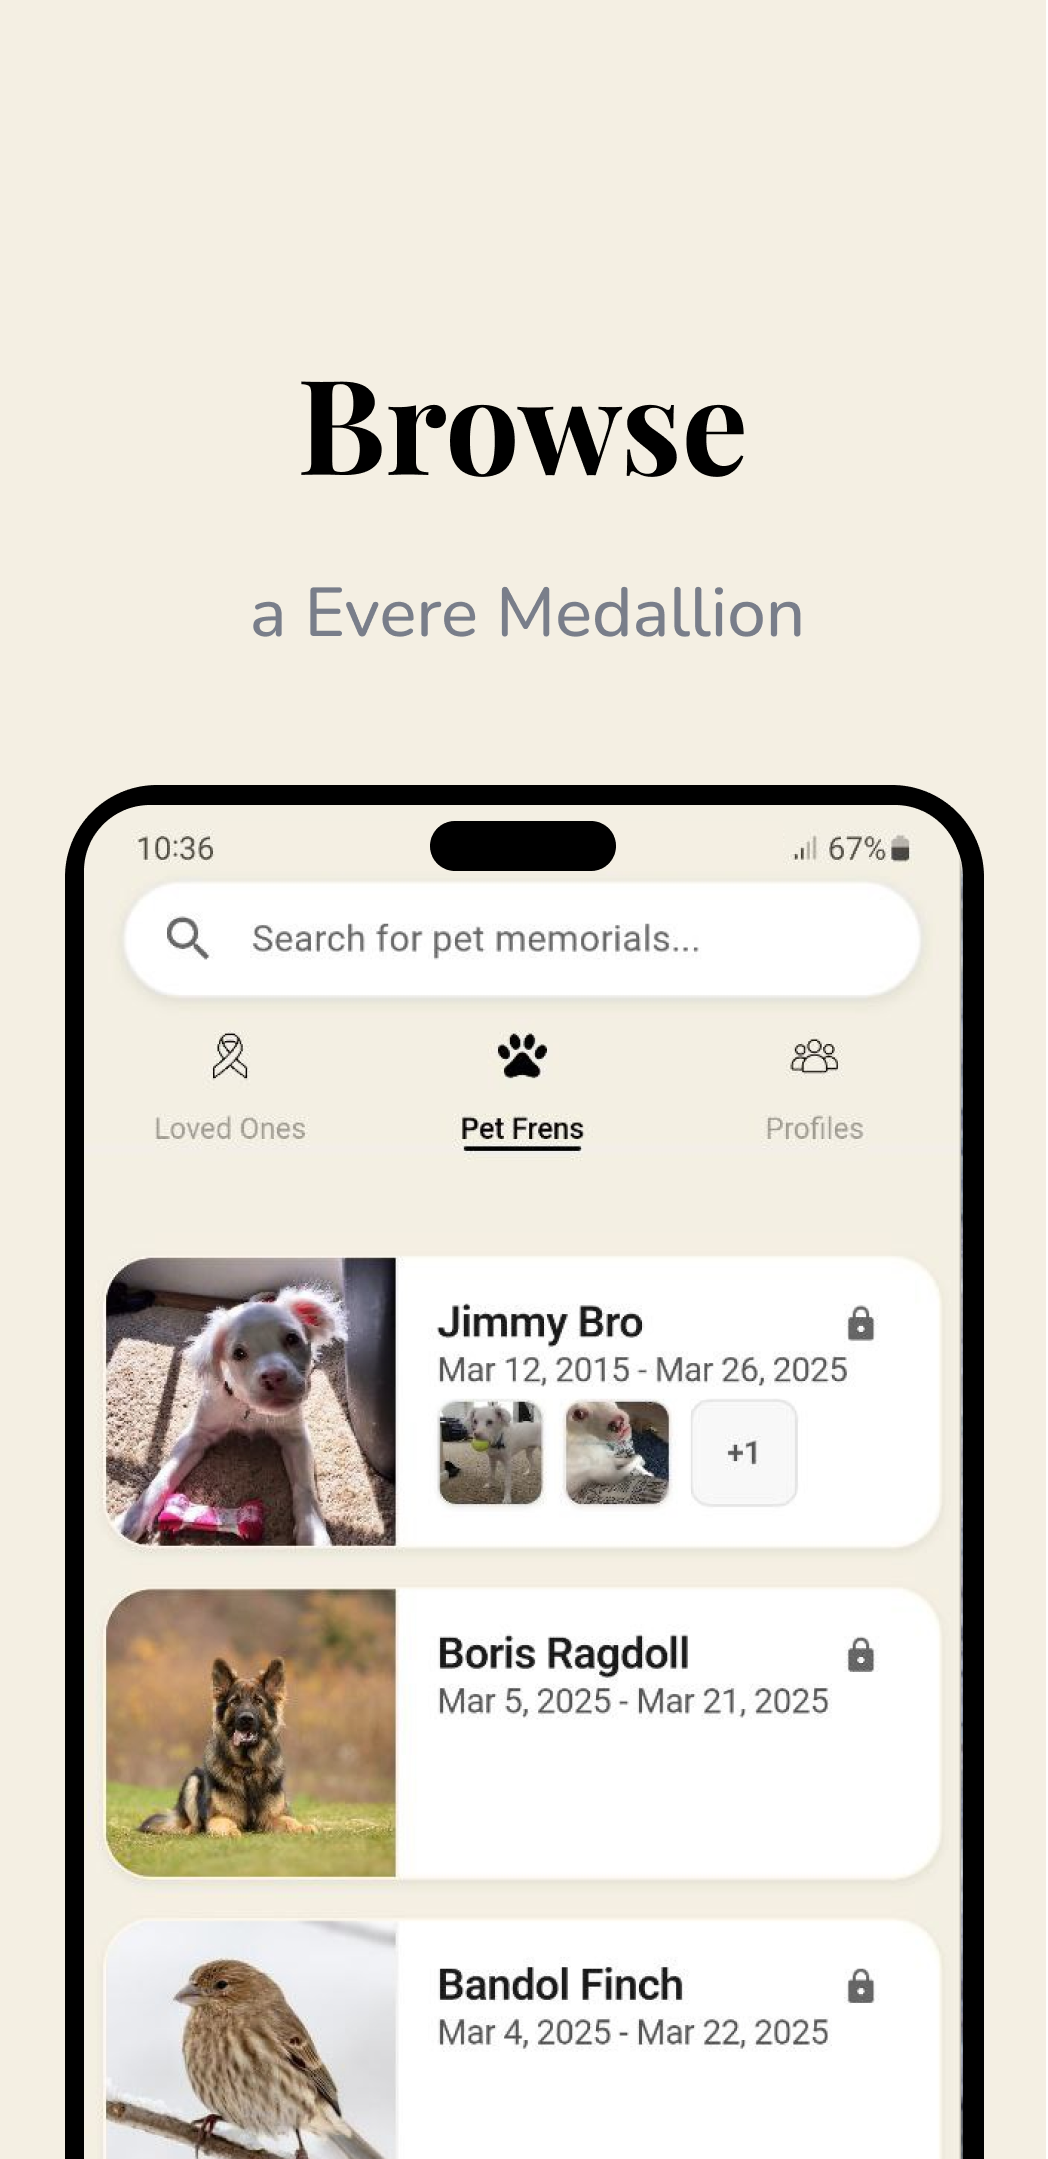 Browse
a Evere Medallion
10:36
67%
Search for pet memorials...
Loved Ones
Pet Frens
Profiles
Jimmy Bro
Mar 12, 2015 - Mar 26, 2025
+1
Boris Ragdoll
Mar 5, 2025 - Mar 21, 2025
Bandol Finch
Mar 4, 2025 - Mar 22, 2025